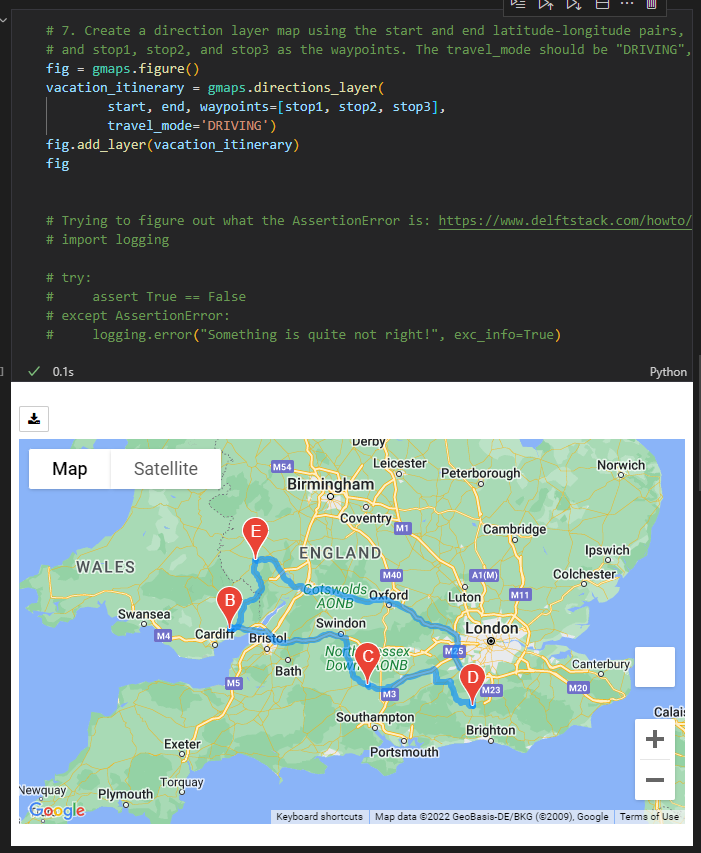 # 7. Create a direction layer map using the start and end latitude-longitude pairs,
# and stop1, stop2, and stop3 as the waypoints. The travel_mode should be "DRIVING",
fig = gmaps.figure()
vacation_itinerary = gmaps.directions_layer(
start, end, waypoints=[stop1, stop2, stop3],
travel_mode='DRIVING')
fig.add_layer(vacation_itinerary)
fig
# Trying to figure out what the AssertionError is: https://www.delftstack.com/howto/
# import logging
# try:
#     assert True == False
# except AssertionError:
#     logging.error("Something is quite not right!", exc_info=True)
0.1s
Python
Map
Satellite
Derby
M54
Leicester
Norwich
Peterborough
Birmingham
Coventry
M1
Cambridge
E
WALES
ENGLAND
Ipswich
M40
A1(M)
Colchester
Cotswolds
AONB
Oxford
Luton
M11
B
Swansea
M4
Cardiff
Bristol
Swindon
London
C
M25
Bath
D
Canterbury
M5
M3
M23
M20
Southampton
Calais
Brighton
Exeter
Portsmouth
Torquay
Newquay
Plymouth
+
−
Google
Keyboard shortcuts
Map data ©2022 GeoBasis-DE/BKG (©2009), Google
Terms of Use